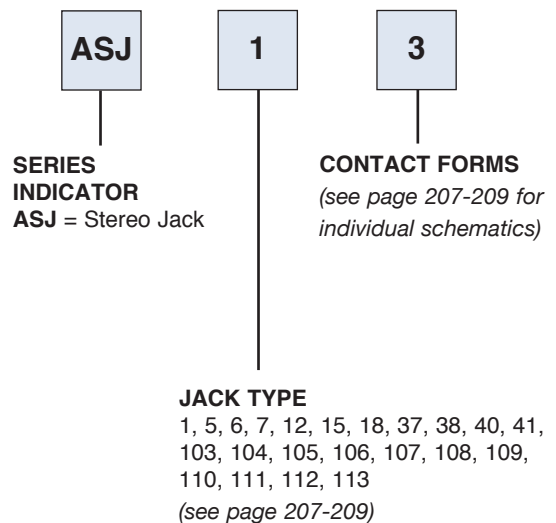 ASJ
1
3
SERIES
INDICATOR
ASJ = Stereo Jack
CONTACT FORMS
(see page 207-209 for
individual schematics)
JACK TYPE
1, 5, 6, 7, 12, 15, 18, 37, 38, 40, 41,
103, 104, 105, 106, 107, 108, 109,
110, 111, 112, 113
(see page 207-209)